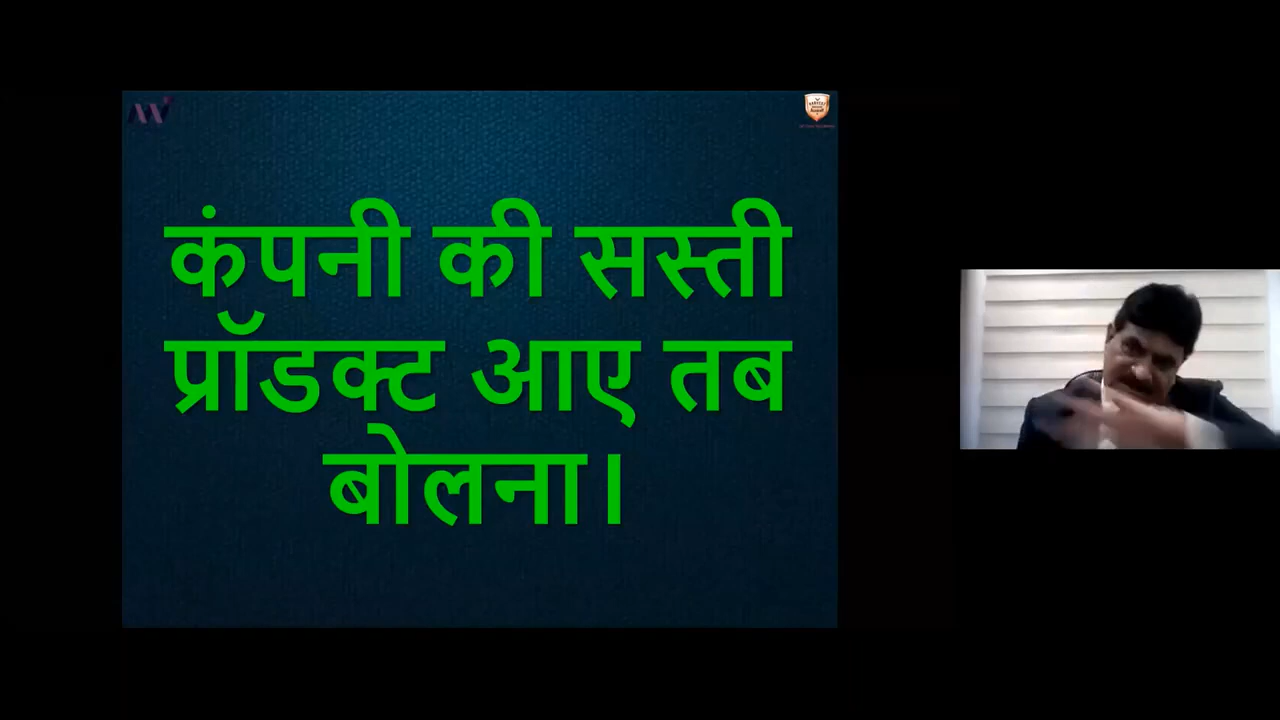 कंपनी की सस्ती
प्रॉडक्ट आए तब
बोलना।